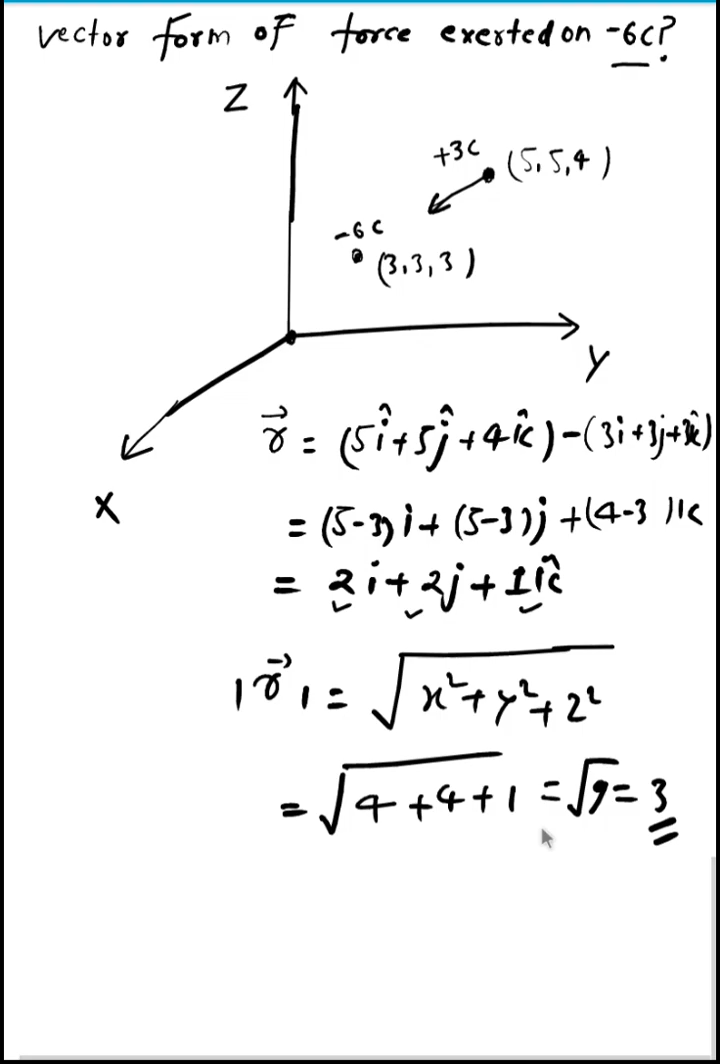 vector form of force exerted on -6C?
Z
+3C (5,5,4)
-6C
(3,3,3)
Y
X
r⃗ = (5î+5ĵ+4k̂)-(3i+3j+3k̂)
= (5-3)i+(5-3)j+(4-3)k
= 2i+2j+1k̂
|r⃗| = √x²+y²+z²
= √4+4+1 = √9 = 3